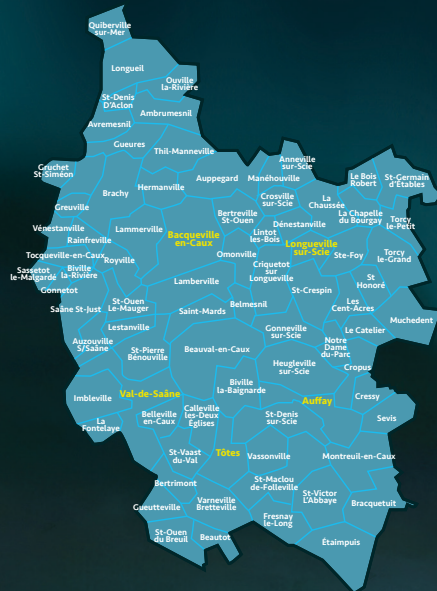 Quiberville
sur-Mer
Longueil
Ouville
la-Rivière
St-Denis
D'Aclon
Ambrumesnil
Avremesnil
Gueures
Thil-Manneville
Anneville
sur-Scie
Gruchet
St-Siméon
Auppegard
Manéhouville
Le Bois
Robert
St-Germain
d'Étables
Hermanville
Brachy
Crosville
sur-Scie
La
Chaussée
Greuville
Bertreville
St-Ouen
La Chapelle
du Bourgay
Torcy
le-Petit
Vénestanville
Lammerville
Dénestanville
Rainfreville
Bacqueville
en-Caux
Lintot
les-Bois
Longueville
sur-Scie
Tocqueville-en-Caux
Royville
Omonville
Ste-Foy
Torcy
le-Grand
Sassetot
le-Malgardé
Biville
la-Rivière
Criquetot
sur
Longueville
St
Honoré
Gonnetot
Lamberville
St-Crespin
Saâne St-Just
St-Ouen
Le-Mauger
Saint-Mards
Belmesnil
Les
Cent-Acres
Muchedent
Lestanville
Gonneville
sur-Scie
Le Catelier
Auzouville
S/Saâne
St-Pierre
Bénouville
Beauval-en-Caux
Notre
Dame
du-Parc
Heugleville
sur-Scie
Cropus
Biville
la-Baignarde
Imbleville
Val-de-Saâne
Auffay
Cressy
La
Fontelaye
Belleville
en-Caux
Calleville
les-Deux
Églises
St-Denis
sur-Scie
Sevis
St-Vaast
du-Val
Tôtes
Vassonville
Montreuil-en-Caux
Bertrimont
St-Maclou
de-Folleville
St-Victor
L'Abbaye
Bracquetuit
Gueutteville
Varneville
Bretteville
Fresnay
le-Long
St-Ouen
du Breuil
Beautot
Étaimpuis